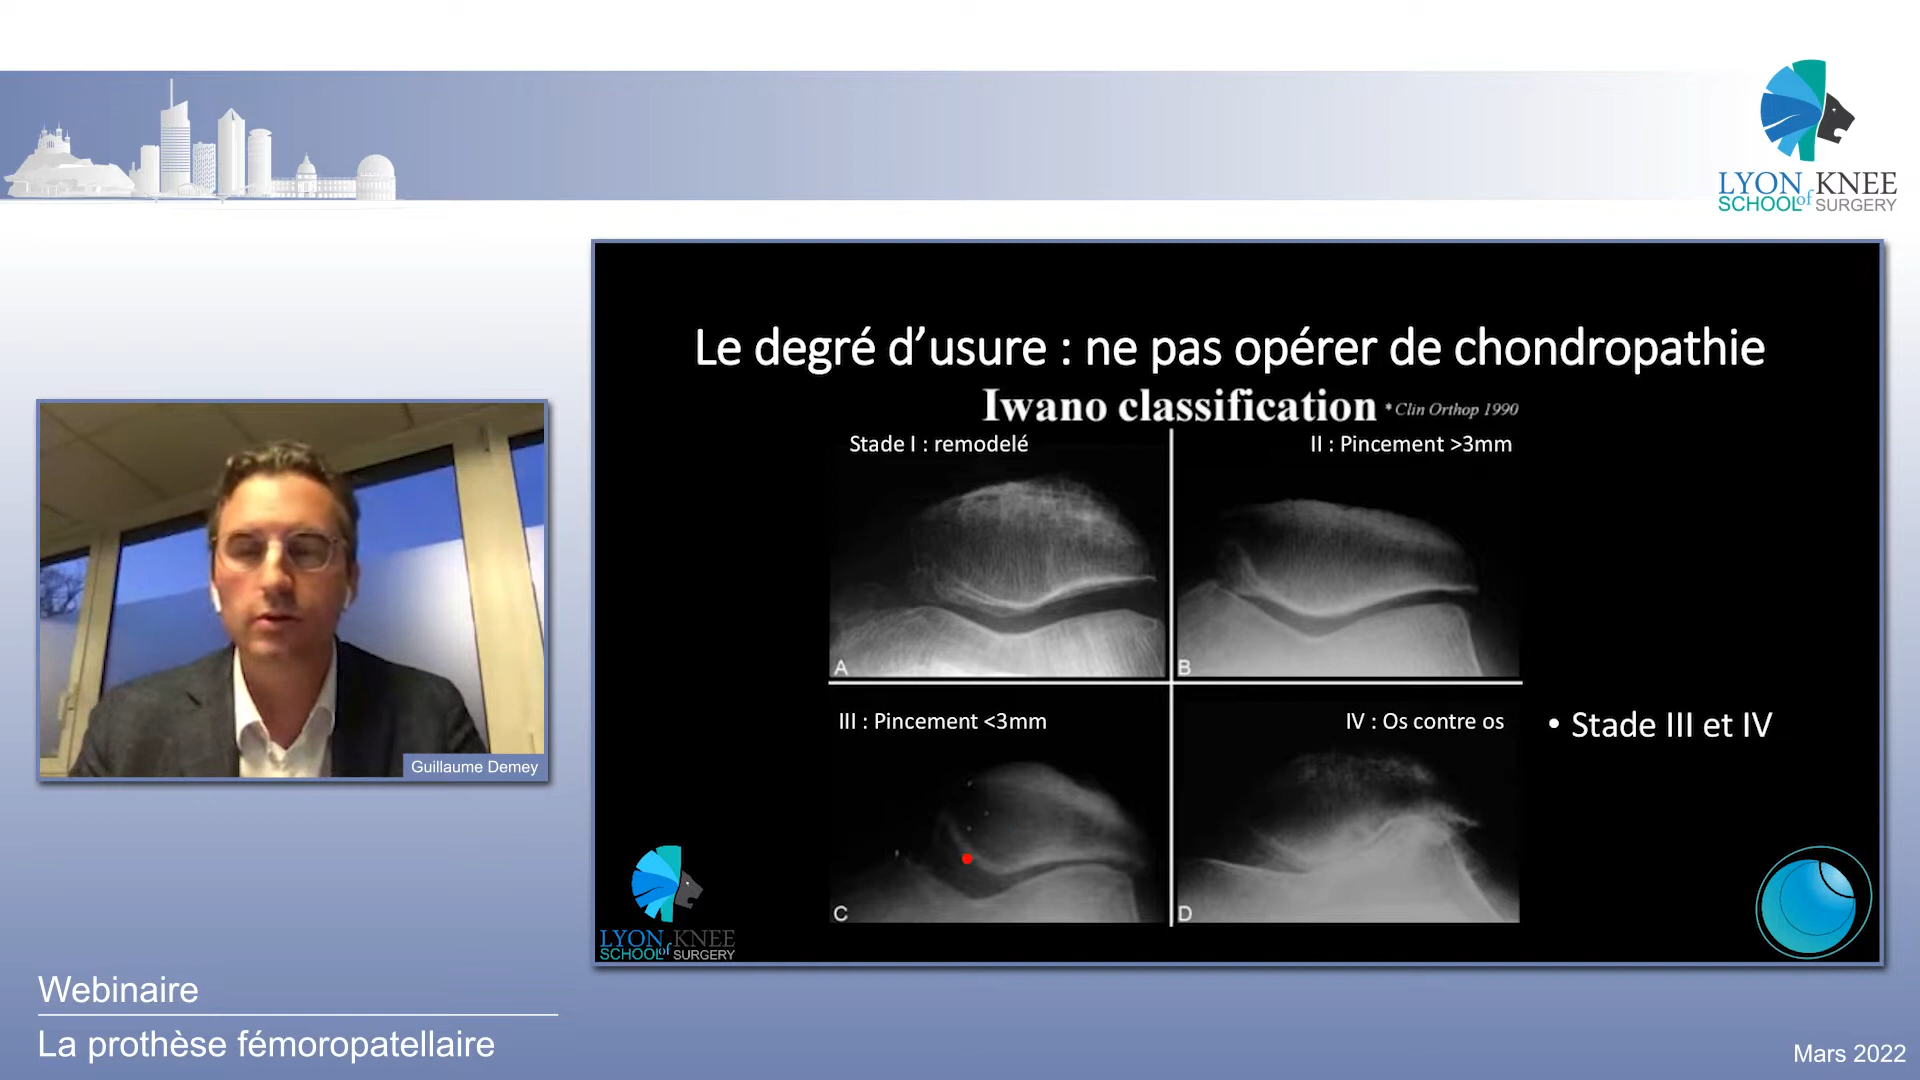 LYON KNEE
SCHOOL of SURGERY
Le degré d’usure : ne pas opérer de chondropathie
Iwano classification * Clin Orthop 1990
Stade I : remodelé
II : Pincement >3mm
A
B
III : Pincement <3mm
IV : Os contre os
• Stade III et IV
C
D
LYON KNEE
SCHOOL of SURGERY
Guillaume Demey
Webinaire
La prothèse fémoropatellaire
Mars 2022